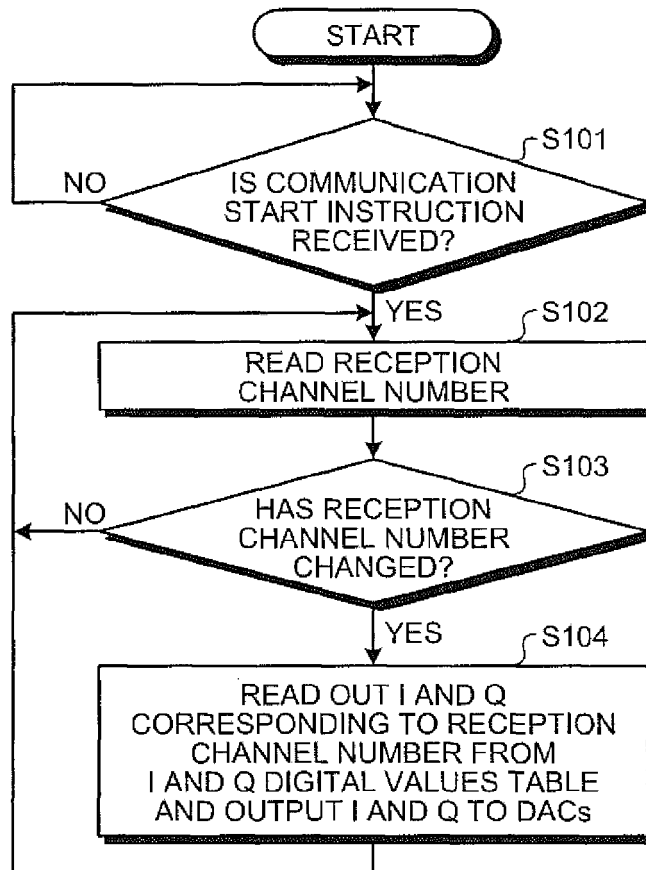 START
S101
NO
IS COMMUNICATION
START INSTRUCTION
RECEIVED?
YES
S102
READ RECEPTION
CHANNEL NUMBER
S103
NO
HAS RECEPTION
CHANNEL NUMBER
CHANGED?
YES
S104
READ OUT I AND Q
CORRESPONDING TO RECEPTION
CHANNEL NUMBER FROM
I AND Q DIGITAL VALUES TABLE
AND OUTPUT I AND Q TO DACs